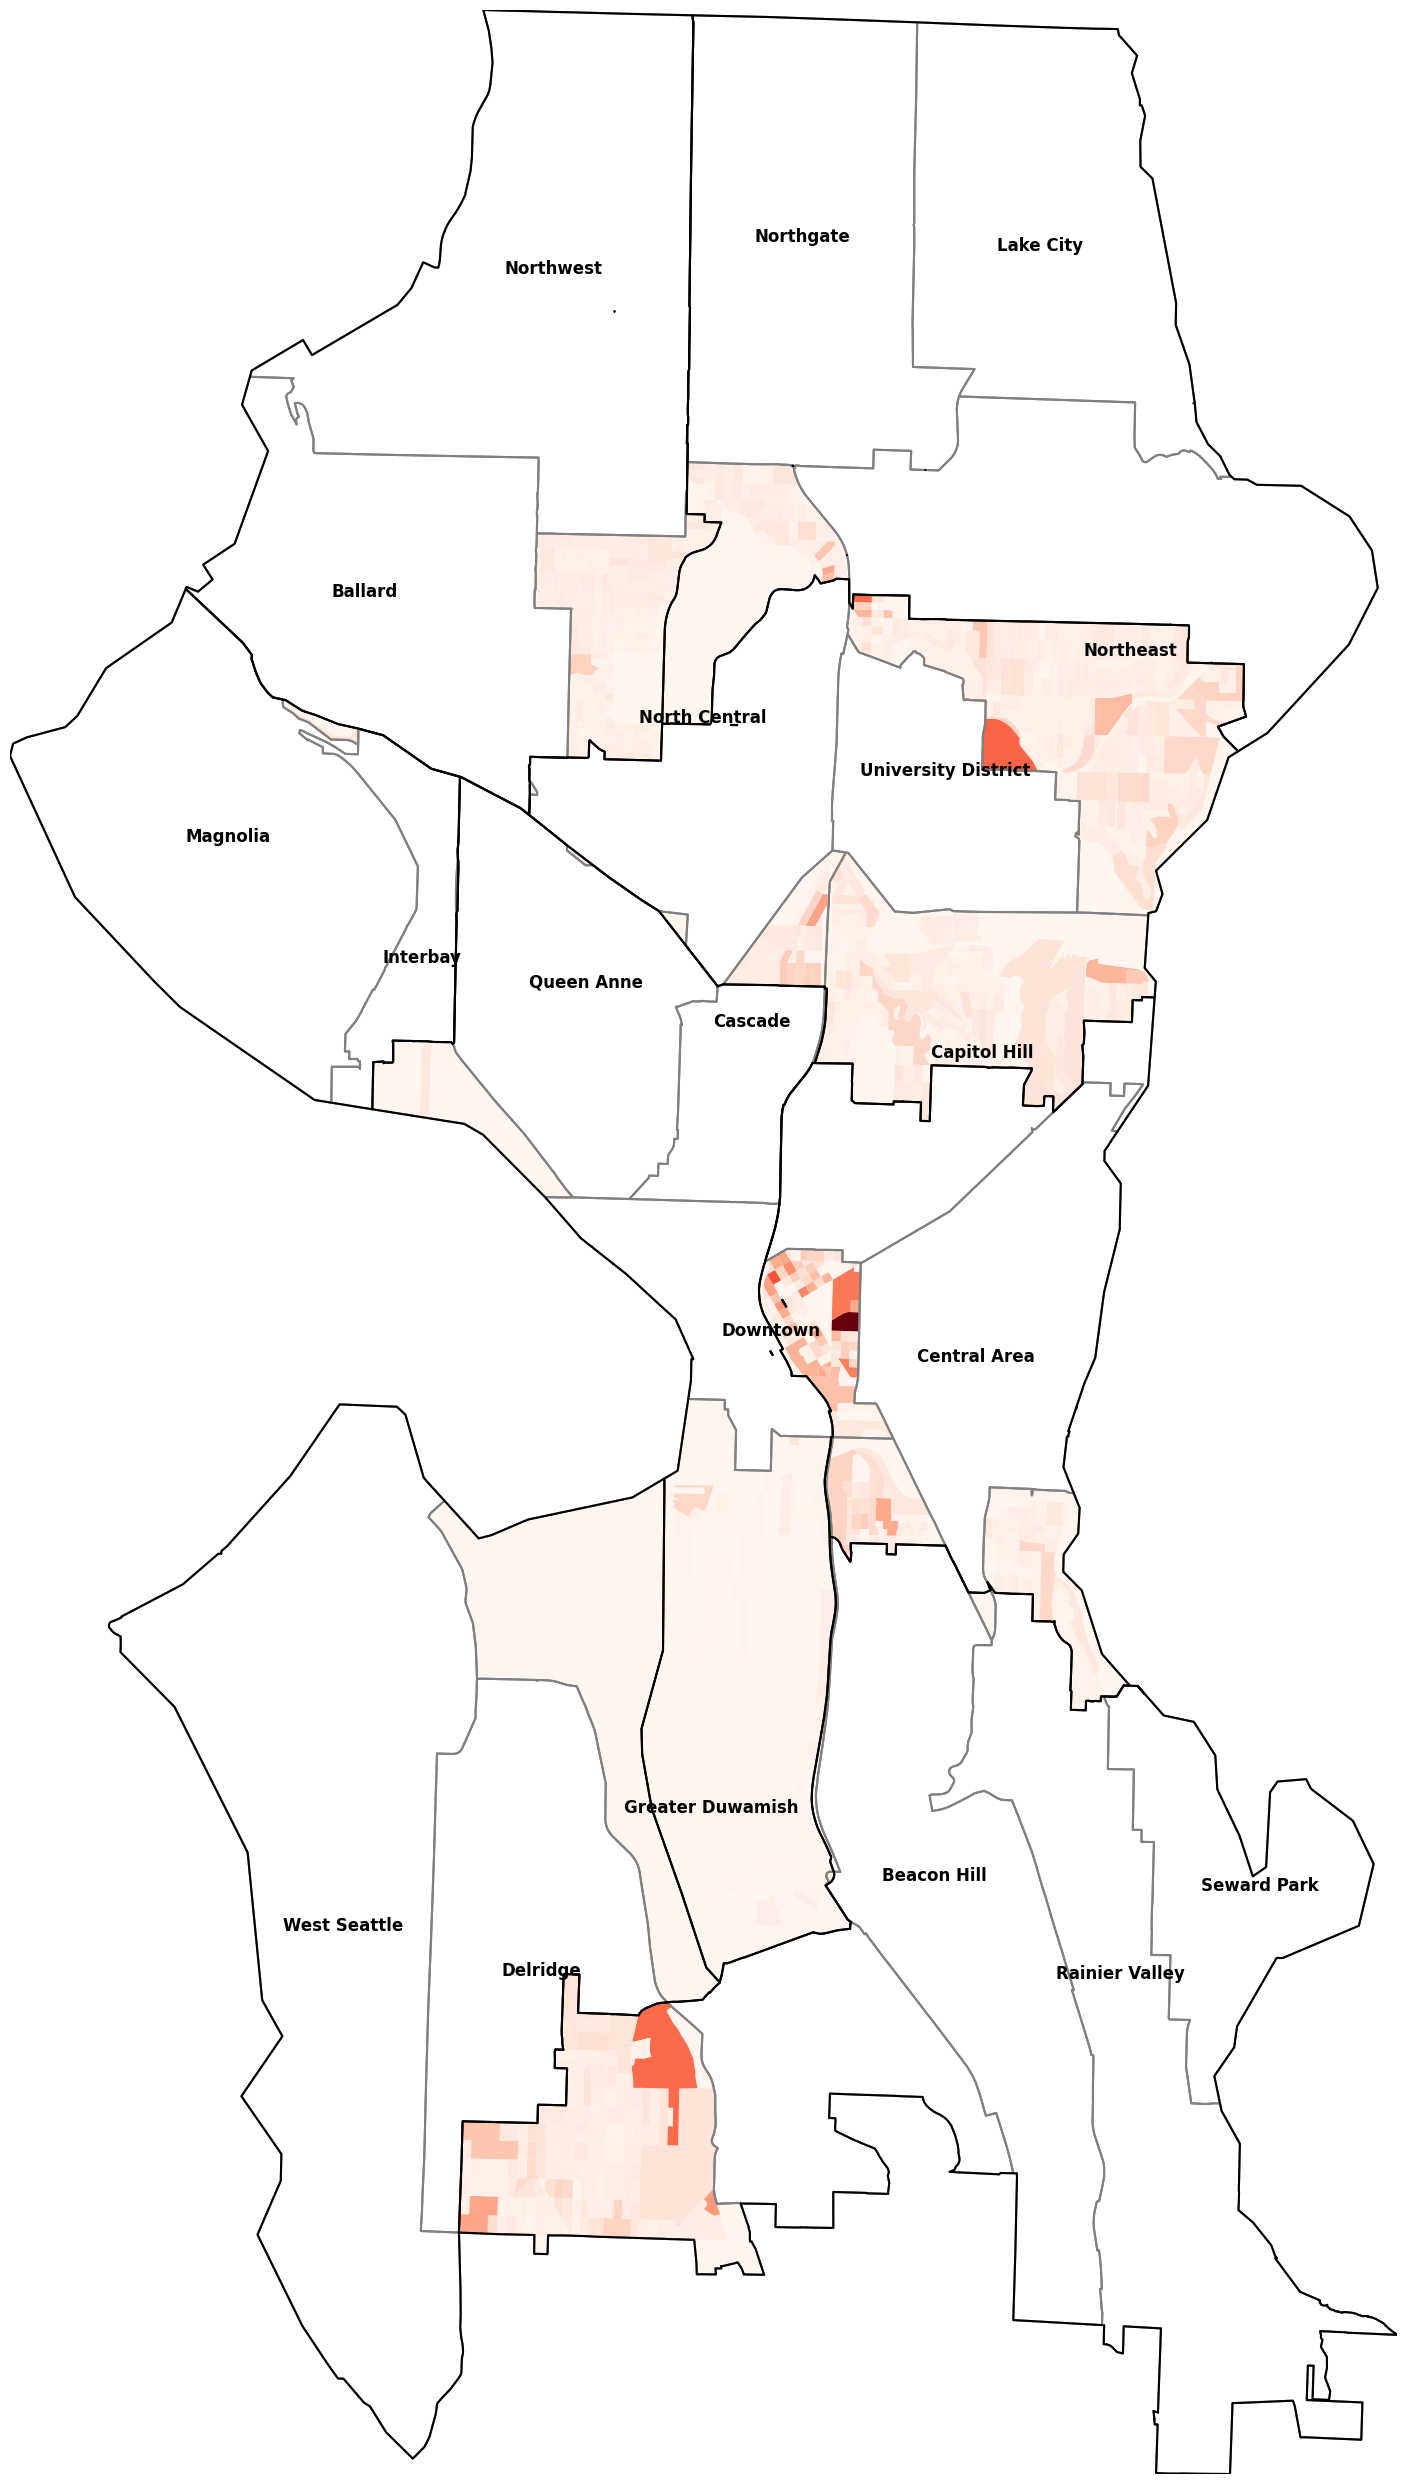 Northgate
Lake City
Northwest
Ballard
Northeast
North Central
University District
Magnolia
Interbay
Queen Anne
Cascade
Capitol Hill
Downtown
Central Area
Greater Duwamish
Beacon Hill
Seward Park
West Seattle
Delridge
Rainier Valley